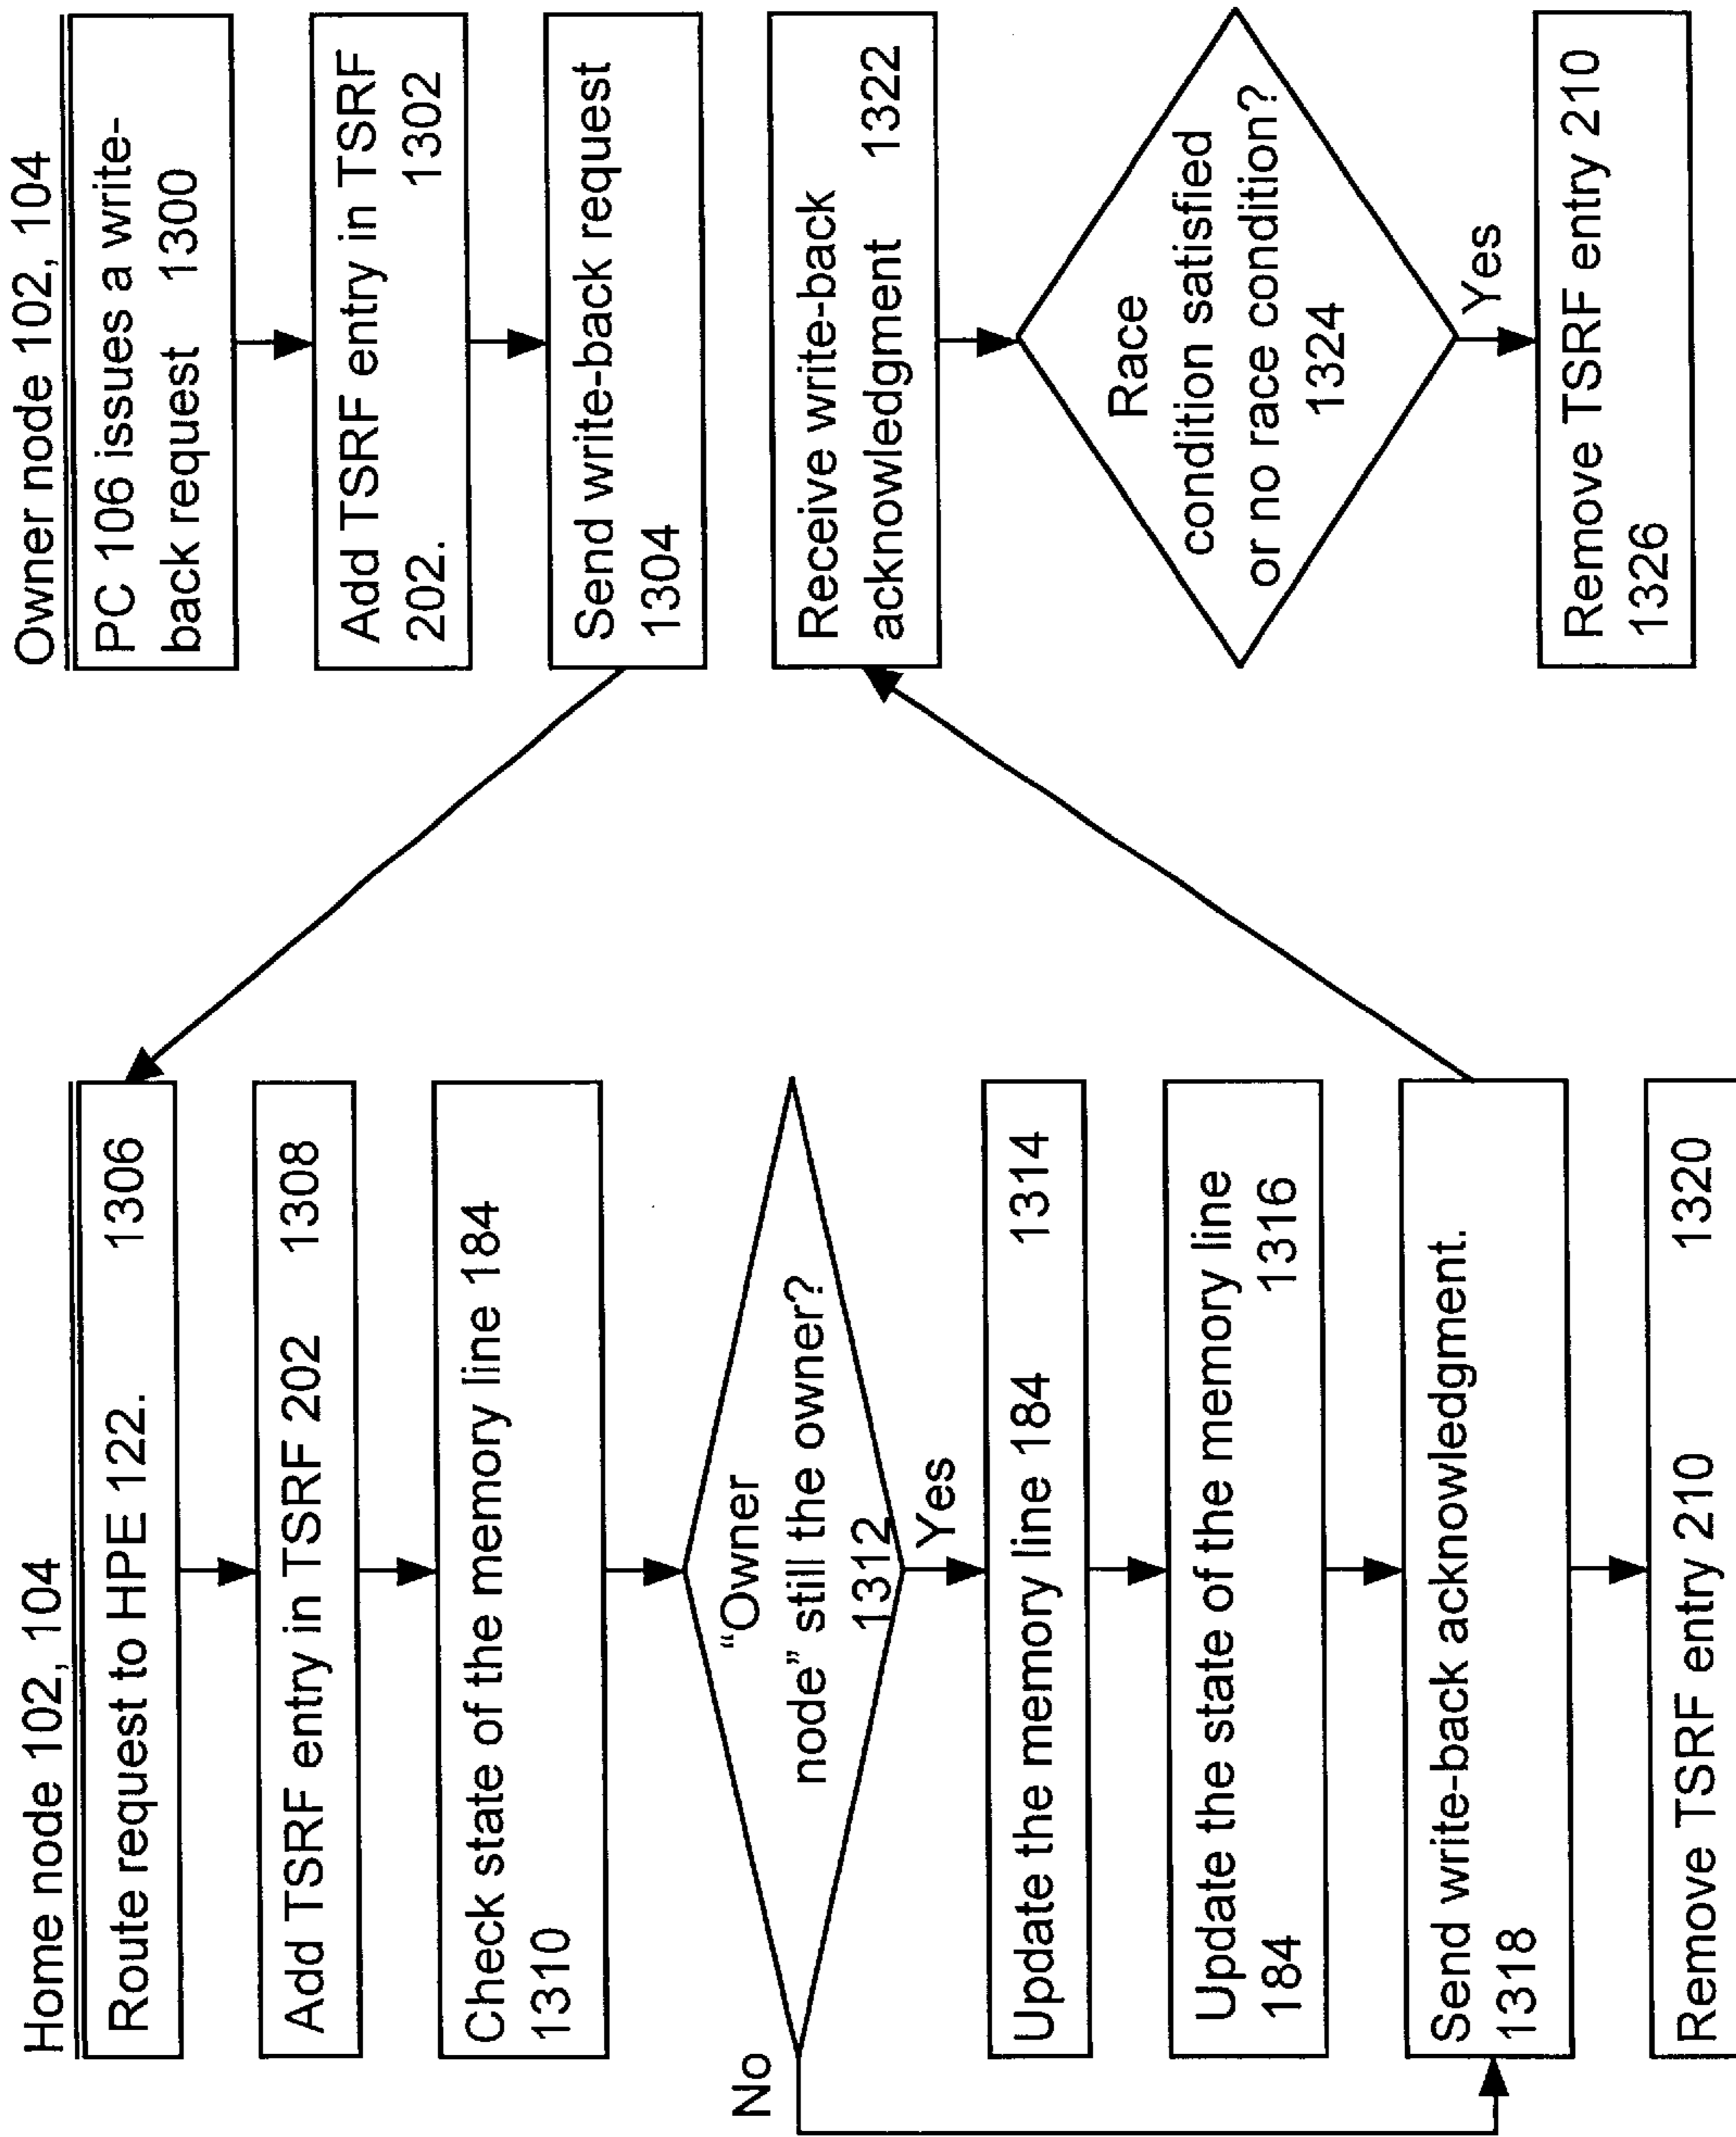 Home node 102, 104
Route request to HPE 122. 1306
Add TSRF entry in TSRF 202 1308
Check state of the memory line 184
1310
"Owner
node" still the owner?
1312
No
Yes
Update the memory line 184 1314
Update the state of the memory line
184 1316
Send write-back acknowledgment.
1318
Remove TSRF entry 210 1320
Owner node 102, 104
PC 106 issues a write-
back request 1300
Add TSRF entry in TSRF
202. 1302
Send write-back request
1304
Receive write-back
acknowledgment 1322
Race
condition satisfied
or no race condition?
1324
Yes
Remove TSRF entry 210
1326